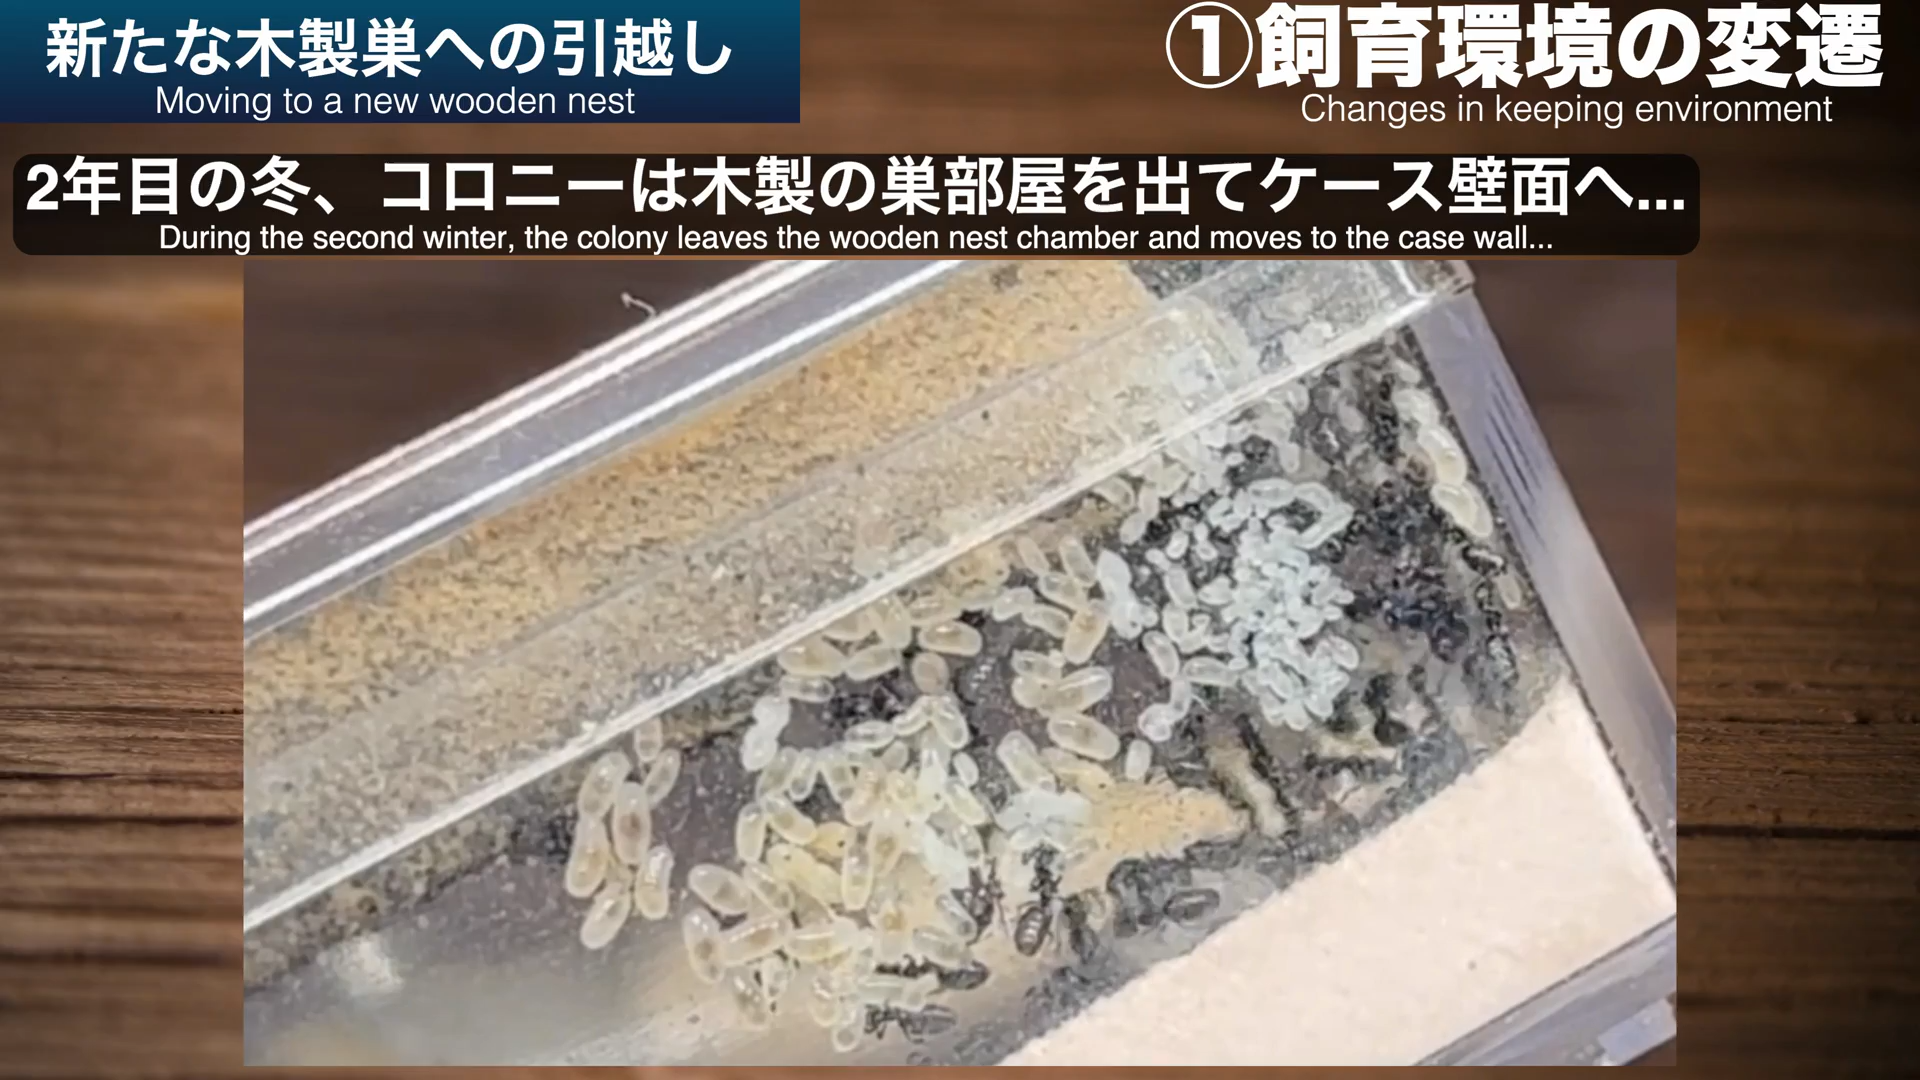 新たな木製巣への引越し
Moving to a new wooden nest
①飼育環境の変遷
Changes in keeping environment
2年目の冬、コロニーは木製の巣部屋を出てケース壁面へ...
During the second winter, the colony leaves the wooden nest chamber and moves to the case wall...